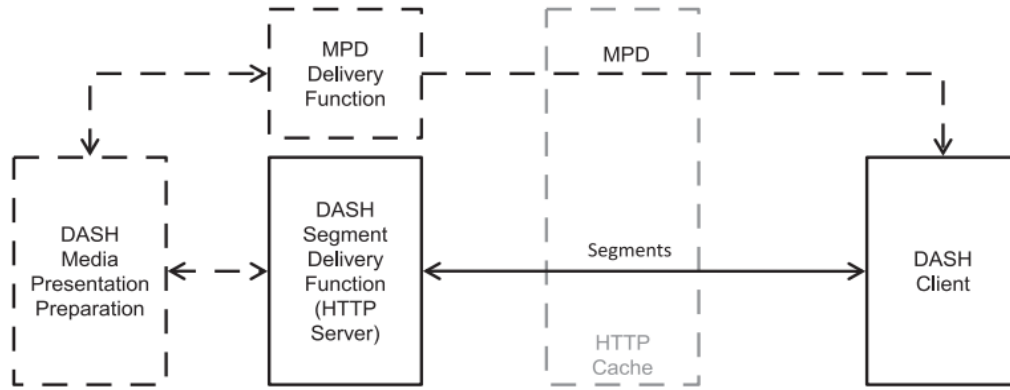 MPD
Delivery
Function
MPD
DASH
Media
Presentation
Preparation
DASH
Segment
Delivery
Function
(HTTP
Server)
Segments
HTTP
Cache
DASH
Client